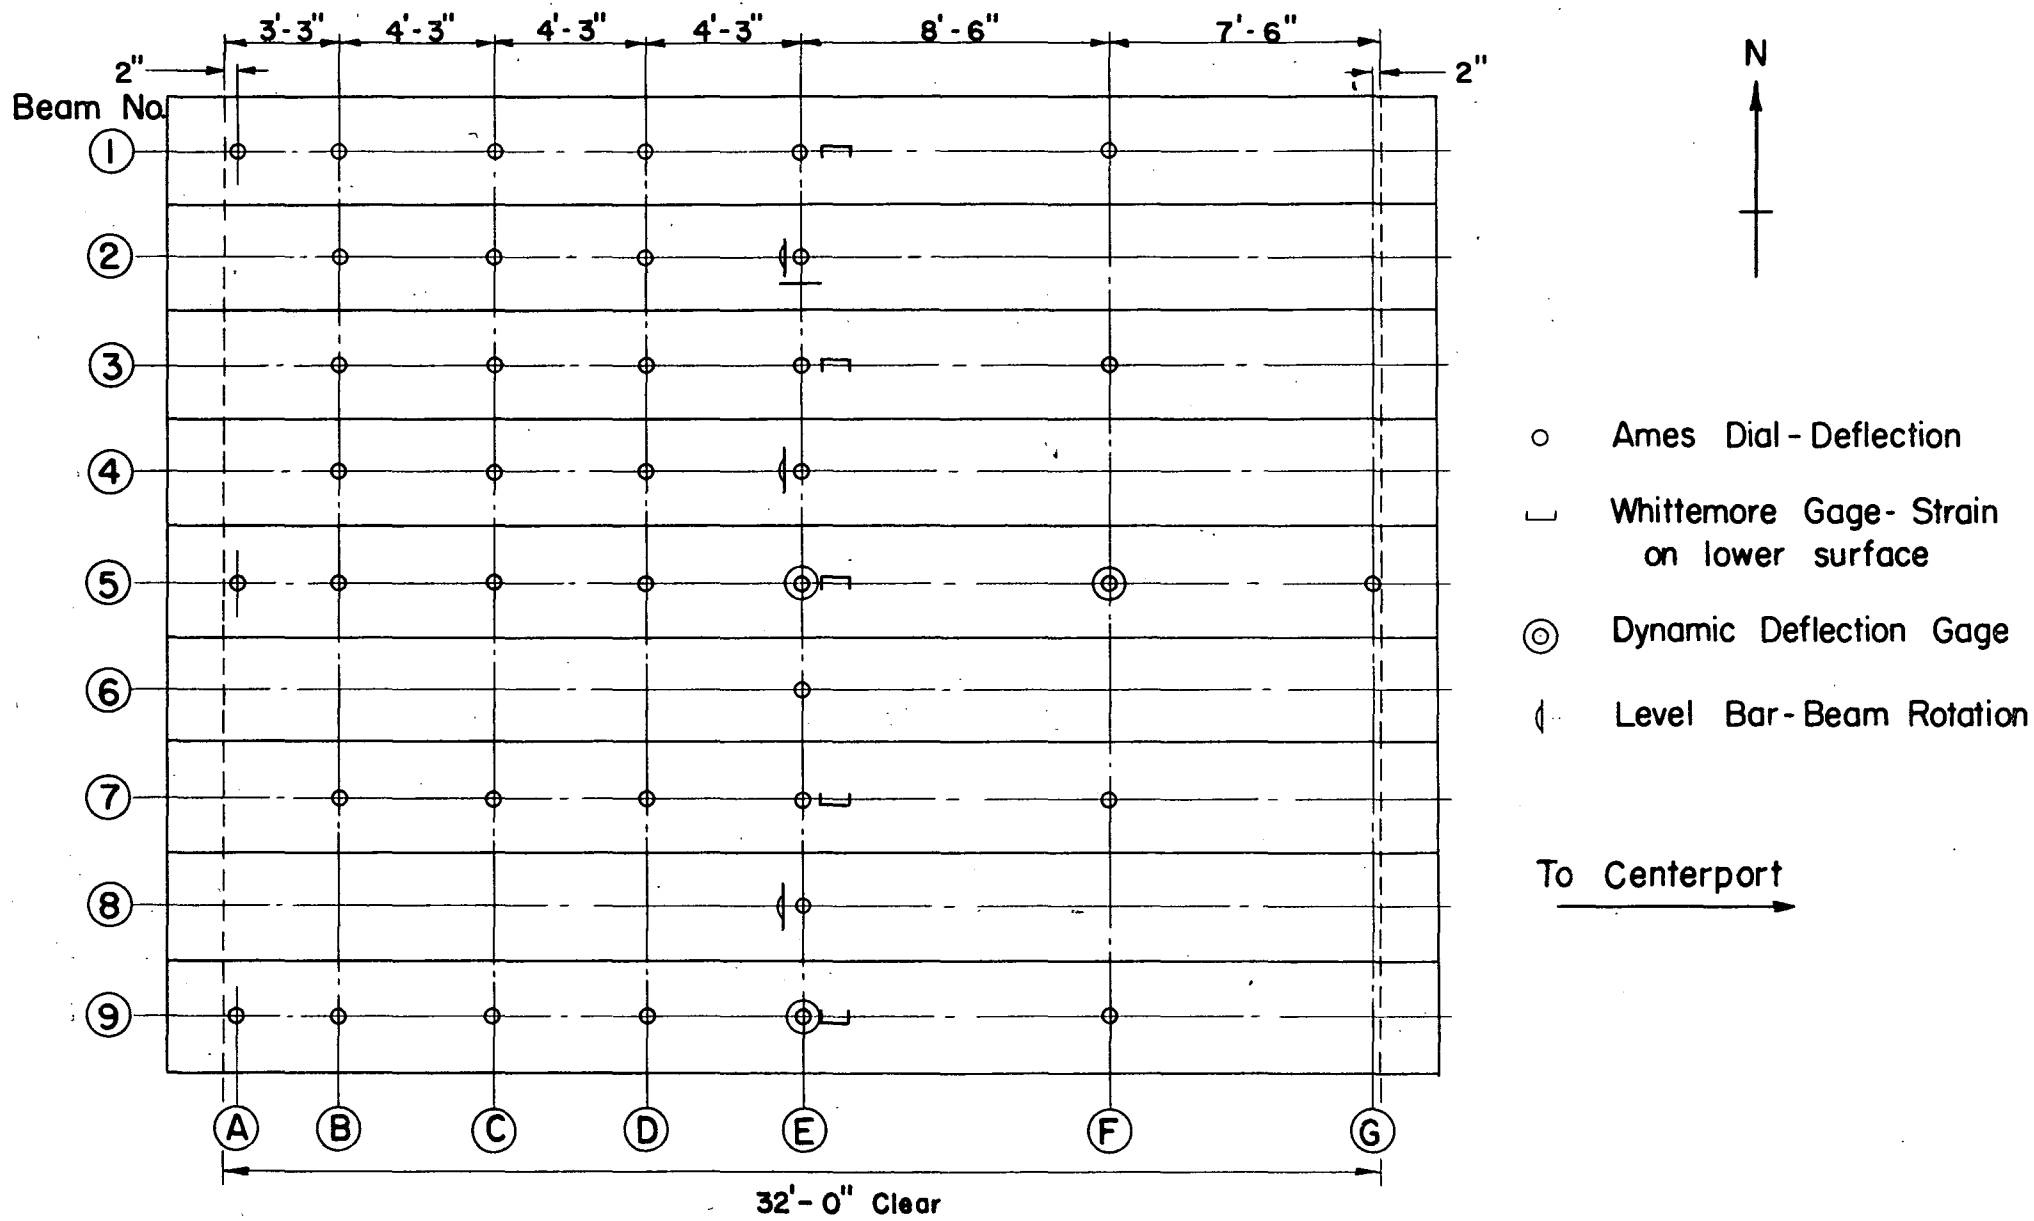 3'-3" 4'-3" 4'-3" 4'-3" 8'-6" 7'-6"
2" 2"
N
Beam No.
1
2
3
4
5
6
7
8
9
Ames Dial-Deflection
Whittemore Gage-Strain
on lower surface
Dynamic Deflection Gage
Level Bar-Beam Rotation
To Centerport
A B C D E F G
32'-0" Clear